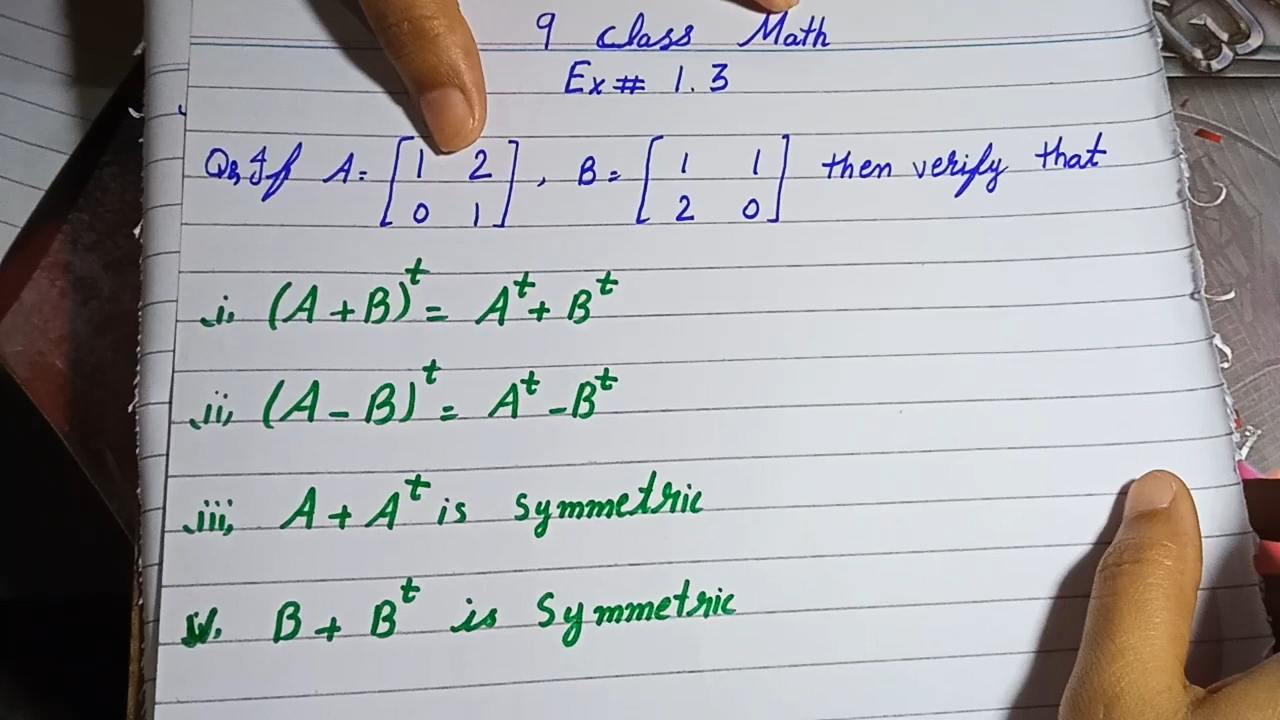 9 Class Math
Ex# 1.3
Q8 If A = [1 2], B = [1 1] then verify that
[0 1] [2 0]
i, (A + B)^t = A^t + B^t
ii, (A - B)^t = A^t - B^t
iii, A + A^t is symmetric
iv. B + B^t is Symmetric